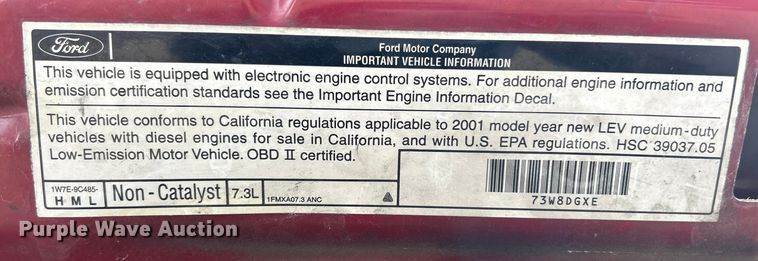 Ford
Ford Motor Company
IMPORTANT VEHICLE INFORMATION
This vehicle is equipped with electronic engine control systems. For additional engine information and
emission certification standards see the Important Engine Information Decal.
This vehicle conforms to California regulations applicable to 2001 model year new LEV medium-duty
vehicles with diesel engines for sale in California, and with U.S. EPA regulations. HSC 39037.05
Low-Emission Motor Vehicle. OBD II certified.
1W7E-9C485-
H M L
Non-Catalyst
7.3L
1FMXA07.3 ANC
73W8DGXE
Purple Wave Auction